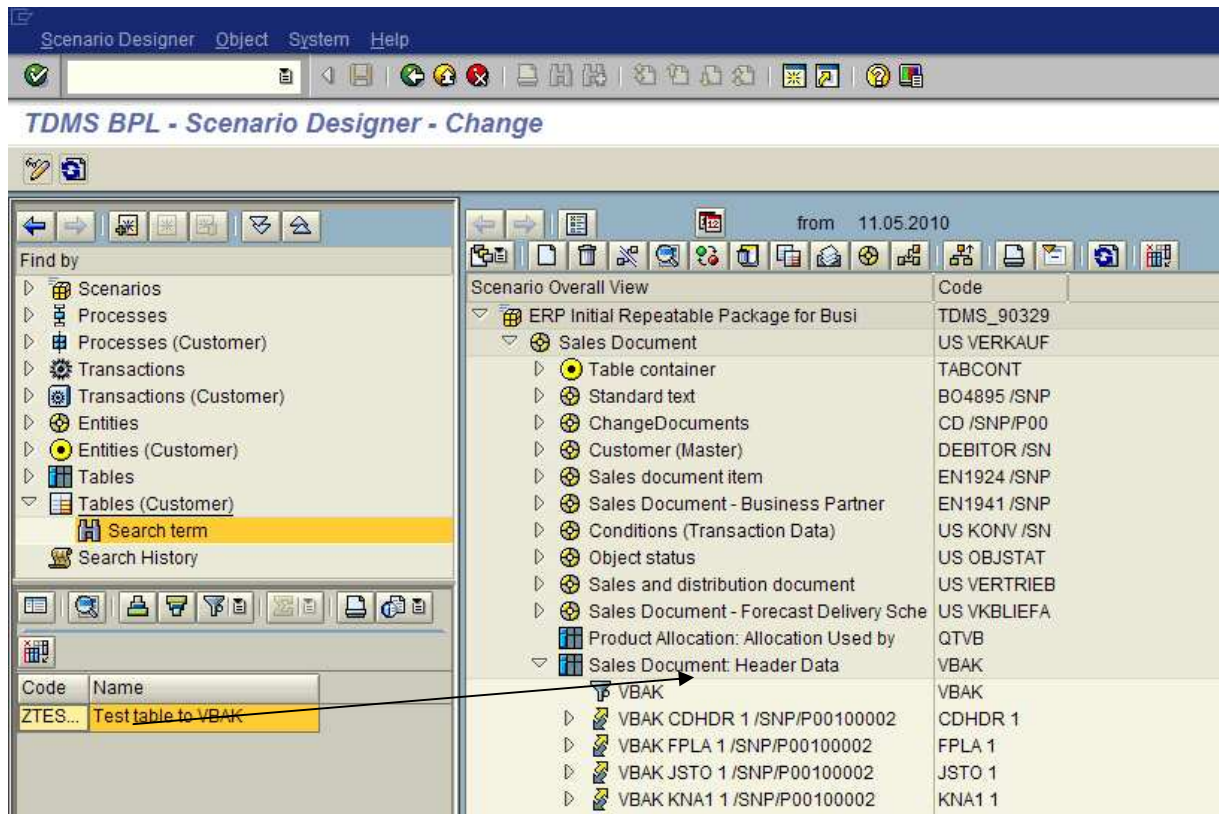 Scenario Designer Object System Help
TDMS BPL - Scenario Designer - Change
from 11.05.2010
Find by
Scenarios
Processes
Processes (Customer)
Transactions
Transactions (Customer)
Entities
Entities (Customer)
Tables
Tables (Customer)
Search term
Search History
Code Name
ZTES... Test table to VBAK
Scenario Overall View Code
ERP Initial Repeatable Package for Busi TDMS_90329
Sales Document US VERKAUF
Table container TABCONT
Standard text BO4895 /SNP
ChangeDocuments CD /SNP/P00
Customer (Master) DEBITOR /SN
Sales document item EN1924 /SNP
Sales Document - Business Partner EN1941 /SNP
Conditions (Transaction Data) US KONV /SN
Object status US OBJSTAT
Sales and distribution document US VERTRIEB
Sales Document - Forecast Delivery Sche US VKBLIEFA
Product Allocation: Allocation Used by QTVB
Sales Document: Header Data VBAK
VBAK VBAK
VBAK CDHDR 1 /SNP/P00100002 CDHDR 1
VBAK FPLA 1 /SNP/P00100002 FPLA 1
VBAK JSTO 1 /SNP/P00100002 JSTO 1
VBAK KNA1 1 /SNP/P00100002 KNA1 1